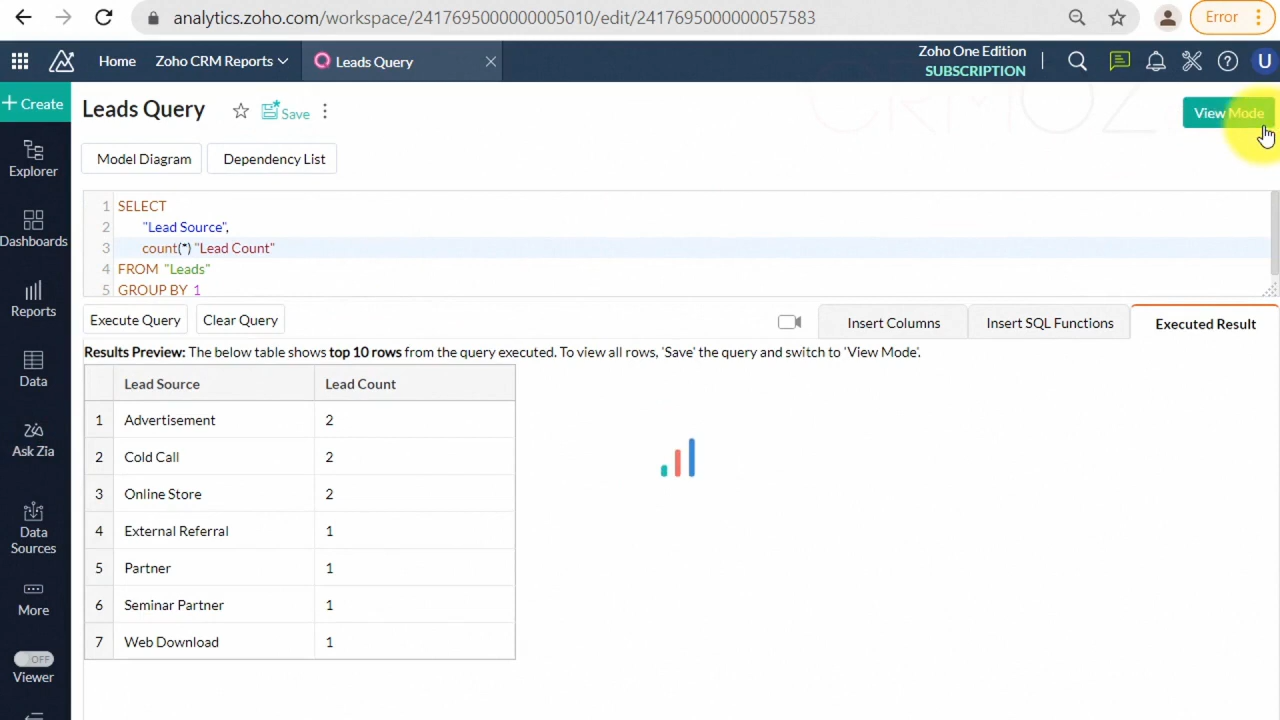 analytics.zoho.com/workspace/2417695000000005010/edit/2417695000000057583
Error
Home
Zoho CRM Reports
Leads Query
Zoho One Edition
SUBSCRIPTION
U
+ Create
Leads Query
Save
View Mode
CRMOZ
Model Diagram
Dependency List
Explorer
Dashboards
Reports
Data
Ask Zia
Data
Sources
More
OFF
Viewer
1 SELECT
2 "Lead Source",
3 count(*) "Lead Count"
4 FROM "Leads"
5 GROUP BY 1
Execute Query
Clear Query
Insert Columns
Insert SQL Functions
Executed Result
Results Preview: The below table shows top 10 rows from the query executed. To view all rows, 'Save' the query and switch to 'View Mode'.
Lead Source Lead Count
1 Advertisement 2
2 Cold Call 2
3 Online Store 2
4 External Referral 1
5 Partner 1
6 Seminar Partner 1
7 Web Download 1